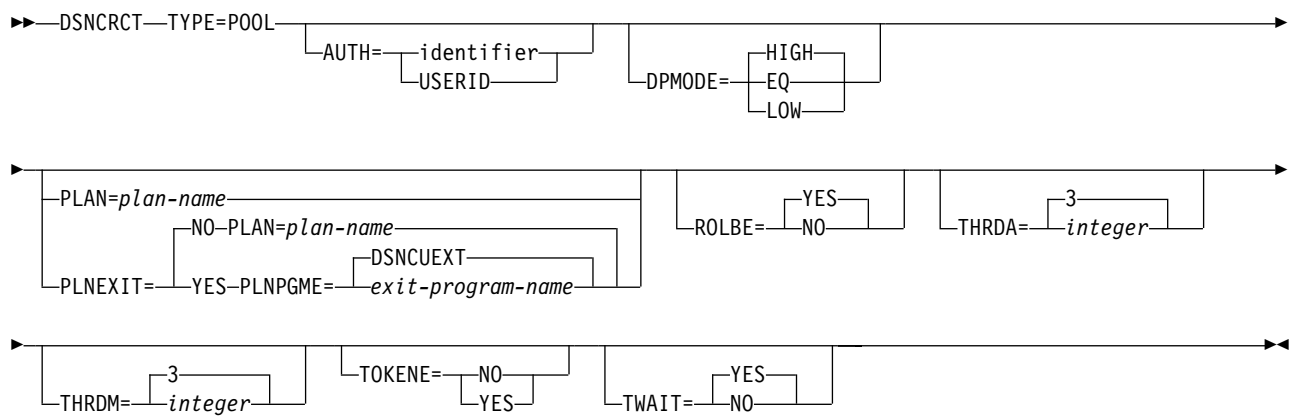 DSNCRCT TYPE=POOL
AUTH= identifier
USERID
DPMODE= HIGH
EQ
LOW
PLAN=plan-name
PLNEXIT= NO PLAN=plan-name
YES PLNPGME= DSNCUEXT
exit-program-name
ROLBE= YES
NO
THRDA= 3
integer
THRDM= 3
integer
TOKENE= NO
YES
TWAIT= YES
NO